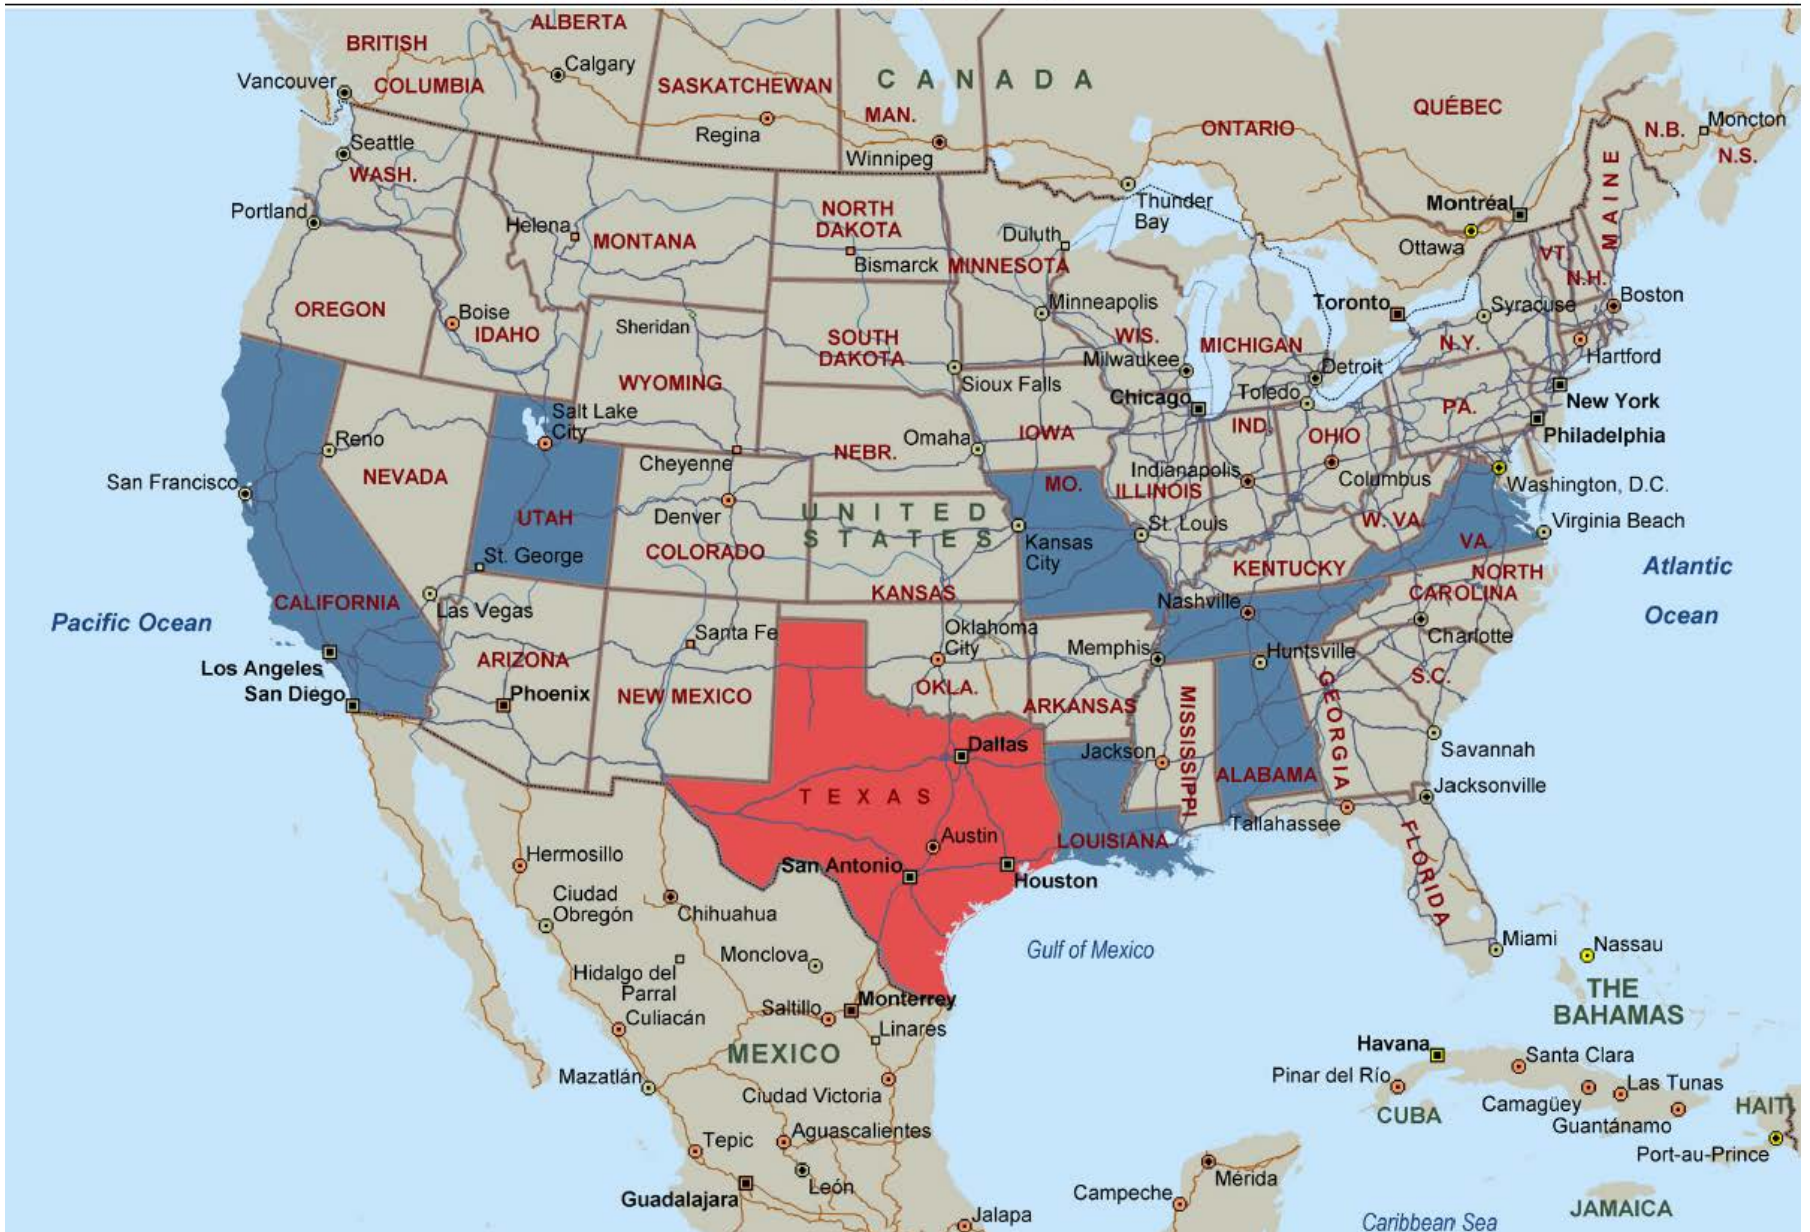 ALBERTA
BRITISH
COLUMBIA
Calgary
Vancouver
SASKATCHEWAN
Regina
MAN.
Winnipeg
CANADA
ONTARIO
QUÉBEC
N.B.
Moncton
N.S.
Seattle
WASH.
Portland
Helena
MONTANA
NORTH
DAKOTA
Bismarck
Duluth
MINNESOTA
Thunder
Bay
Montréal
Ottawa
MAINE
VT.
N.H.
OREGON
Boise
IDAHO
Sheridan
WYOMING
SOUTH
DAKOTA
Sioux Falls
Minneapolis
WIS.
Milwaukee
MICHIGAN
Toronto
Detroit
Syracuse
N.Y.
Boston
Hartford
Salt Lake
City
Reno
NEVADA
San Francisco
UTAH
St. George
Cheyenne
Denver
COLORADO
NEBR.
Omaha
IOWA
Chicago
Toledo
IND.
OHIO
PA.
New York
Philadelphia
UNITED
STATES
KANSAS
MO.
Kansas
City
ILLINOIS
Indianapolis
St. Louis
Columbus
W. VA.
Washington, D.C.
VA.
Virginia Beach
KENTUCKY
NORTH
CAROLINA
Atlantic
Ocean
Pacific Ocean
CALIFORNIA
Las Vegas
Los Angeles
San Diego
ARIZONA
Phoenix
Santa Fe
NEW MEXICO
Oklahoma
City
OKLA.
ARKANSAS
Memphis
Nashville
Huntsville
Charlotte
S.C.
MISSISSIPPI
GEORGIA
Savannah
Dallas
TEXAS
Jackson
ALABAMA
Jacksonville
Tallahassee
Austin
San Antonio
Houston
LOUISIANA
FLORIDA
Hermosillo
Ciudad
Obregón
Chihuahua
Monclova
Hidalgo del
Parral
Gulf of Mexico
Miami
Nassau
THE
BAHAMAS
Culiacán
Saltillo
Monterrey
Linares
MEXICO
Mazatlán
Ciudad Victoria
Havana
Pinar del Río
Santa Clara
CUBA
Camagüey
Las Tunas
Guantánamo
HAITI
Port-au-Prince
Tepic
Aguascalientes
León
Guadalajara
Jalapa
Campeche
Mérida
JAMAICA
Caribbean Sea